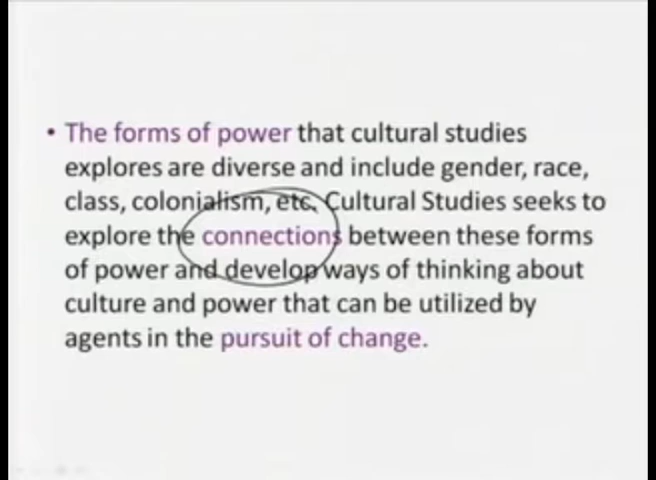 • The forms of power that cultural studies
explores are diverse and include gender, race,
class, colonialism, etc. Cultural Studies seeks to
explore the connections between these forms
of power and develop ways of thinking about
culture and power that can be utilized by
agents in the pursuit of change.